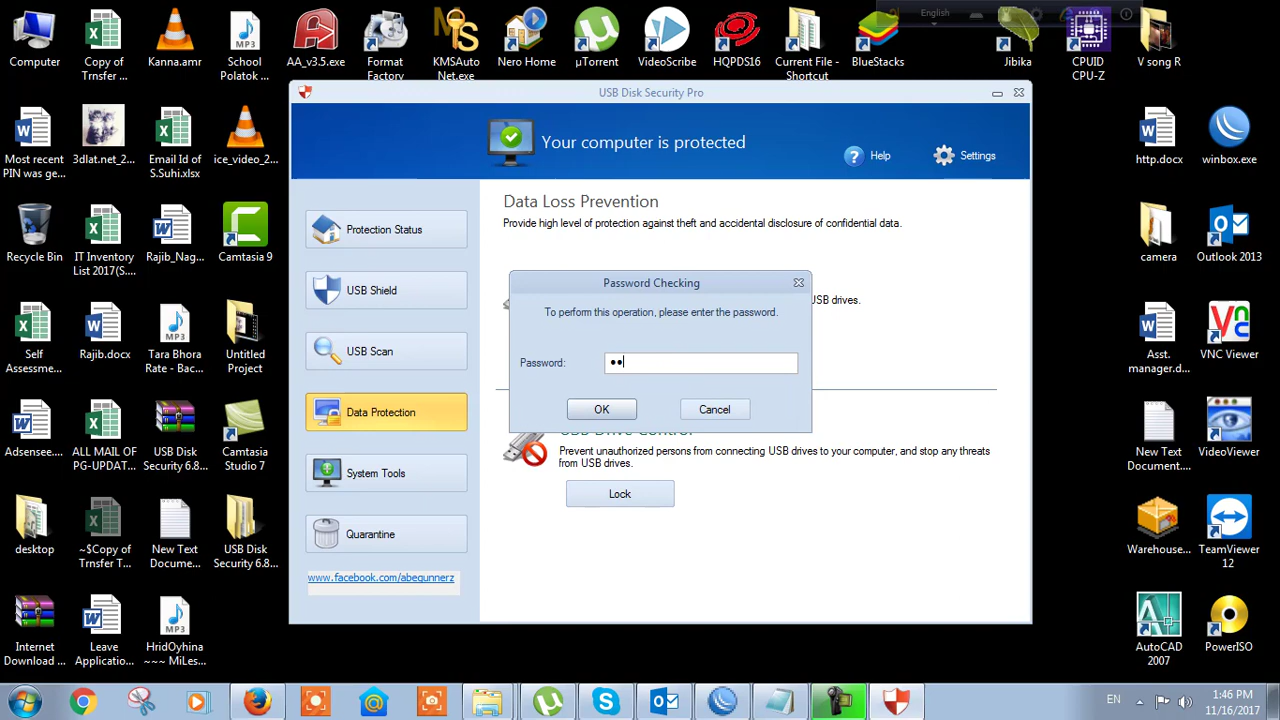 English
Computer
Copy of
Trnsfer ...
Kanna.amr
School
Polatok ...
AA_v3.5.exe
Format
Factory
KMSAuto
Net.exe
Nero Home
µTorrent
VideoScribe
HQPDS16
Current File -
Shortcut
BlueStacks
Jibika
CPUID
CPU-Z
V song R
Most recent
PIN was ge...
3dlat.net_2...
Email Id of
S.Suhi.xlsx
ice_video_2...
http.docx
winbox.exe
Recycle Bin
IT Inventory
List 2017(S....
Rajib_Nag...
Camtasia 9
camera
Outlook 2013
Self
Assessme...
Rajib.docx
Tara Bhora
Rate - Bac...
Untitled
Project
Asst.
manager.d...
VNC Viewer
Adsensee....
ALL MAIL OF
PG-UPDAT...
USB Disk
Security 6.8...
Camtasia
Studio 7
New Text
Document....
VideoViewer
desktop
~$Copy of
Trnsfer T...
New Text
Docume...
USB Disk
Security 6.8...
Warehouse...
TeamViewer
12
Internet
Download ...
Leave
Applicatio...
HridOyhina
~~~ MiLes...
AutoCAD
2007
PowerISO
USB Disk Security Pro
Your computer is protected
Help
Settings
Protection Status
USB Shield
USB Scan
Data Protection
System Tools
Quarantine
www.facebook.com/abegunnerz
Data Loss Prevention
Provide high level of protection against theft and accidental disclosure of confidential data.
USB drives.
Password Checking
To perform this operation, please enter the password.
Password:
OK
Cancel
USB Drive Control
Prevent unauthorized persons from connecting USB drives to your computer, and stop any threats
from USB drives.
Lock
EN
1:46 PM
11/16/2017